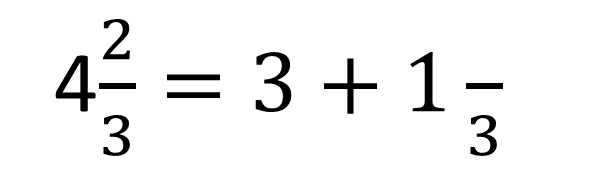 4 2/3 = 3 + 1 /3